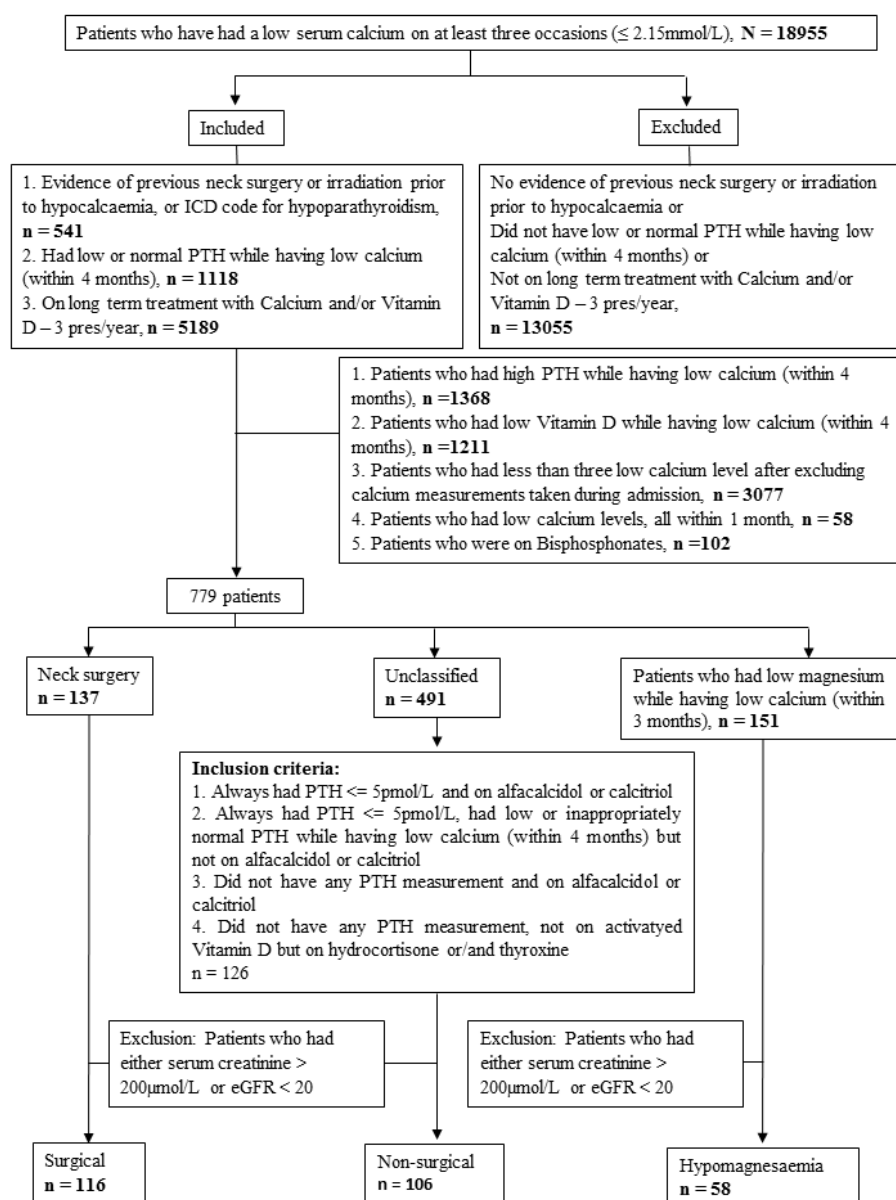 Patients who have had a low serum calcium on at least three occasions (≤ 2.15mmol/L), N = 18955
Included
Excluded
1. Evidence of previous neck surgery or irradiation prior
to hypocalcaemia, or ICD code for hypoparathyroidism,
n = 541
2. Had low or normal PTH while having low calcium
(within 4 months), n = 1118
3. On long term treatment with Calcium and/or Vitamin
D – 3 pres/year, n = 5189
No evidence of previous neck surgery or irradiation
prior to hypocalcaemia or
Did not have low or normal PTH while having low
calcium (within 4 months) or
Not on long term treatment with Calcium and/or
Vitamin D – 3 pres/year,
n = 13055
1. Patients who had high PTH while having low calcium (within 4
months), n =1368
2. Patients who had low Vitamin D while having low calcium (within 4
months), n =1211
3. Patients who had less than three low calcium level after excluding
calcium measurements taken during admission, n = 3077
4. Patients who had low calcium levels, all within 1 month, n = 58
5. Patients who were on Bisphosphonates, n =102
779 patients
Neck surgery
n = 137
Unclassified
n = 491
Patients who had low magnesium
while having low calcium (within
3 months), n = 151
Inclusion criteria:
1. Always had PTH <= 5pmol/L and on alfacalcidol or calcitriol
2. Always had PTH <= 5pmol/L, had low or inappropriately
normal PTH while having low calcium (within 4 months) but
not on alfacalcidol or calcitriol
3. Did not have any PTH measurement and on alfacalcidol or
calcitriol
4. Did not have any PTH measurement, not on activatyed
Vitamin D but on hydrocortisone or/and thyroxine
n = 126
Exclusion: Patients who had
either serum creatinine >
200μmol/L or eGFR < 20
Exclusion: Patients who had
either serum creatinine >
200μmol/L or eGFR < 20
Surgical
n = 116
Non-surgical
n = 106
Hypomagnesaemia
n = 58